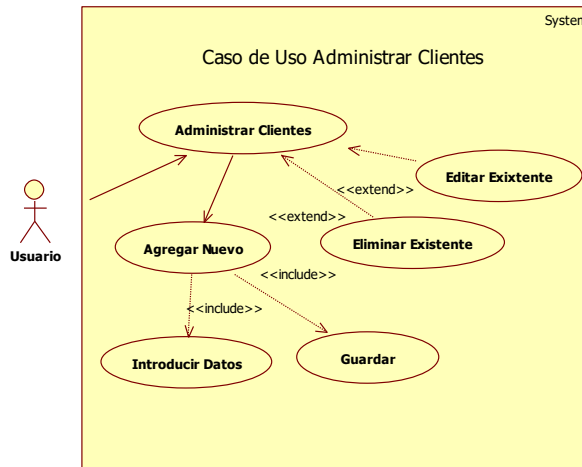 System
Caso de Uso Administrar Clientes
Administrar Clientes
Editar Exixtente
<<extend>>
<<extend>>
Usuario
Agregar Nuevo
Eliminar Existente
<<include>>
<<include>>
Introducir Datos
Guardar